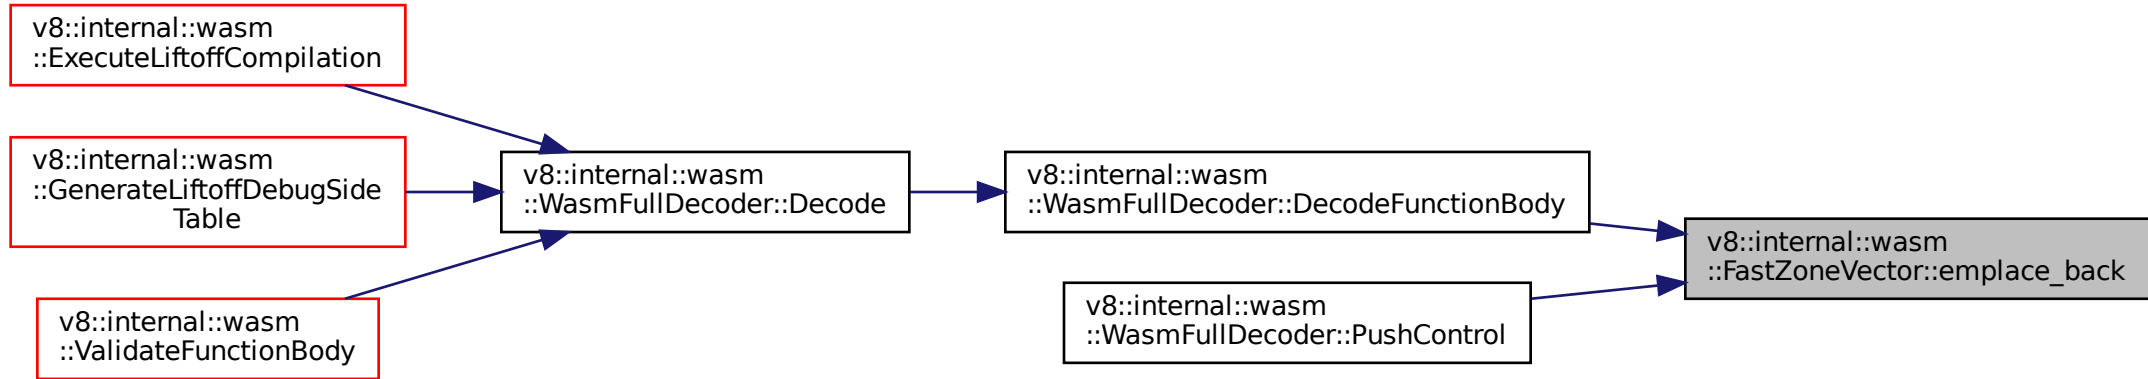 v8::internal::wasm
::ExecuteLiftoffCompilation
v8::internal::wasm
::GenerateLiftoffDebugSide
Table
v8::internal::wasm
::ValidateFunctionBody
v8::internal::wasm
::WasmFullDecoder::Decode
v8::internal::wasm
::WasmFullDecoder::DecodeFunctionBody
v8::internal::wasm
::WasmFullDecoder::PushControl
v8::internal::wasm
::FastZoneVector::emplace_back